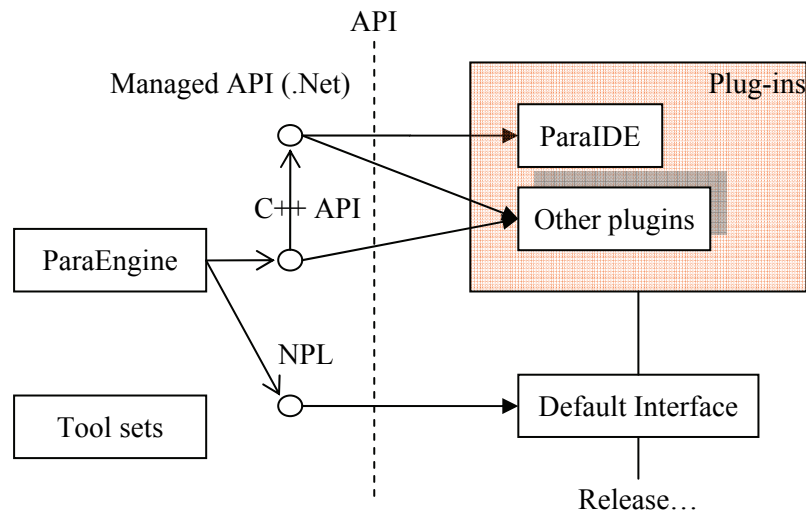 API
Managed API (.Net)
Plug-ins
ParaIDE
C++ API
Other plugins
ParaEngine
NPL
Tool sets
Default Interface
Release…